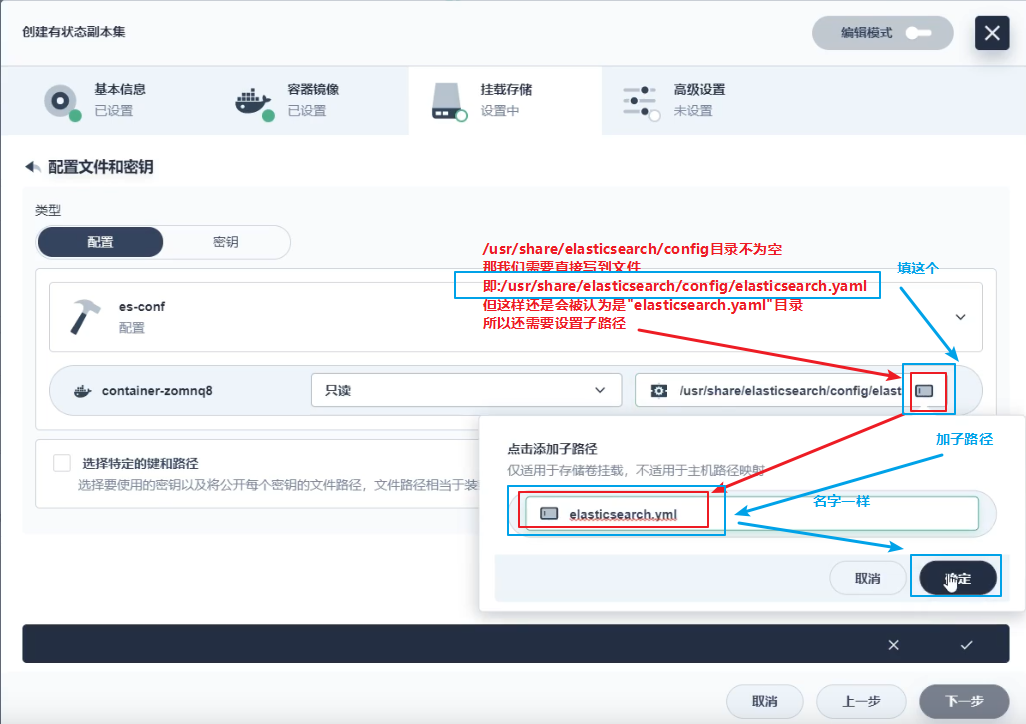 创建有状态副本集
编辑模式
基本信息
已设置
容器镜像
已设置
挂载存储
设置中
高级设置
未设置
配置文件和密钥
类型
配置
密钥
/usr/share/elasticsearch/config目录不为空
那我们需要直接写到文件
即:/usr/share/elasticsearch/config/elasticsearch.yaml
但这样还是会被认为是"elasticsearch.yaml"目录
所以还需要设置子路径
填这个
es-conf
配置
container-zomnq8
只读
/usr/share/elasticsearch/config/elast
加子路径
点击添加子路径
仅适用于存储卷挂载，不适用于主机路径映射
选择特定的键和路径
选择要使用的密钥以及将公开每个密钥的文件路径，文件路径相当于装
名字一样
elasticsearch.yml
取消
确定
取消
上一步
下一步